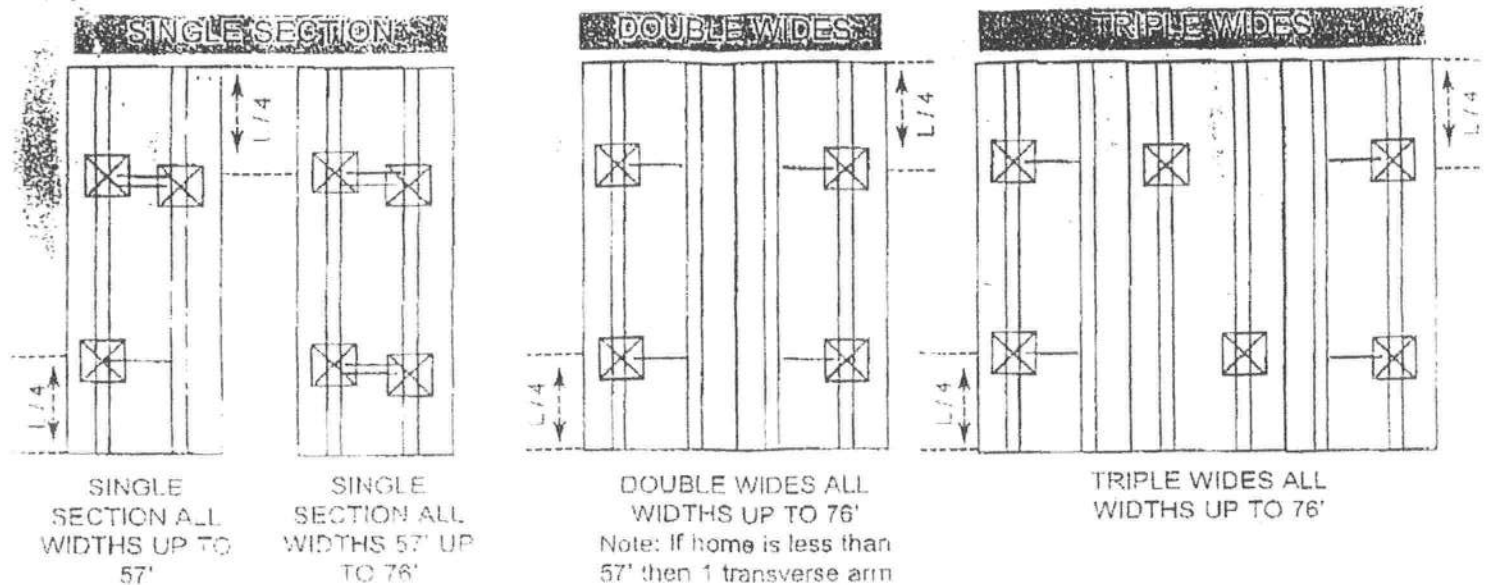 SINGLE SECTION
DOUBLE WIDES
TRIPLE WIDES
L/4
L/4
L/4
L/4
L/4
L/4
SINGLE
SECTION ALL
WIDTHS UP TO
57'
SINGLE
SECTION ALL
WIDTHS 57' UP
TO 76'
DOUBLE WIDES ALL
WIDTHS UP TO 76'
Note: If home is less than
57' then 1 transverse arm
TRIPLE WIDES ALL
WIDTHS UP TO 76'